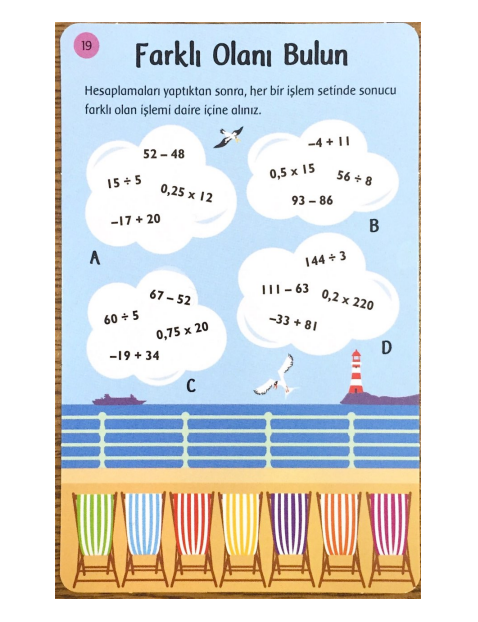 19
Farklı Olanı Bulun
Hesaplamaları yaptıktan sonra, her bir işlem setinde sonucu
farklı olan işlemi daire içine alınız.
52 – 48
15 ÷ 5
0,25 x 12
–17 + 20
A
–4 + 11
0,5 x 15
56 ÷ 8
93 – 86
B
67 – 52
60 ÷ 5
0,75 x 20
–19 + 34
C
144 ÷ 3
111 – 63
0,2 x 220
–33 + 81
D